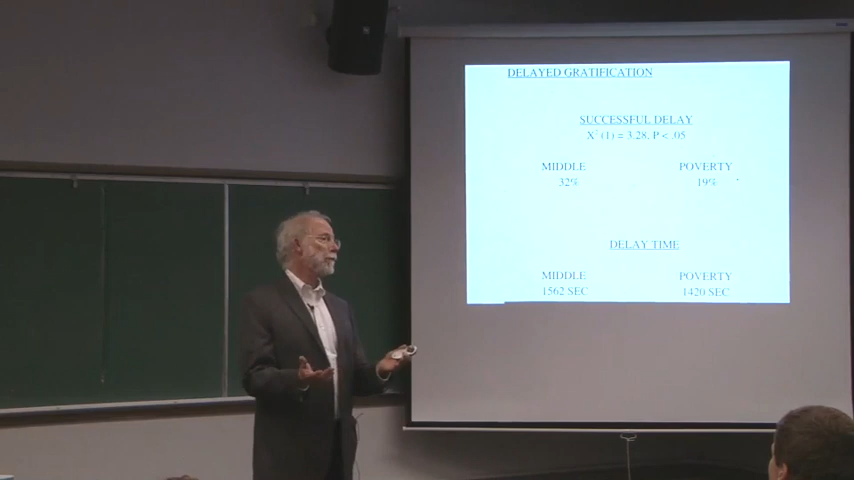 DELAYED GRATIFICATION
SUCCESSFUL DELAY
X² (1) = 3.28, P < .05
MIDDLE POVERTY
32% 19%
DELAY TIME
MIDDLE POVERTY
1562 SEC 1420 SEC